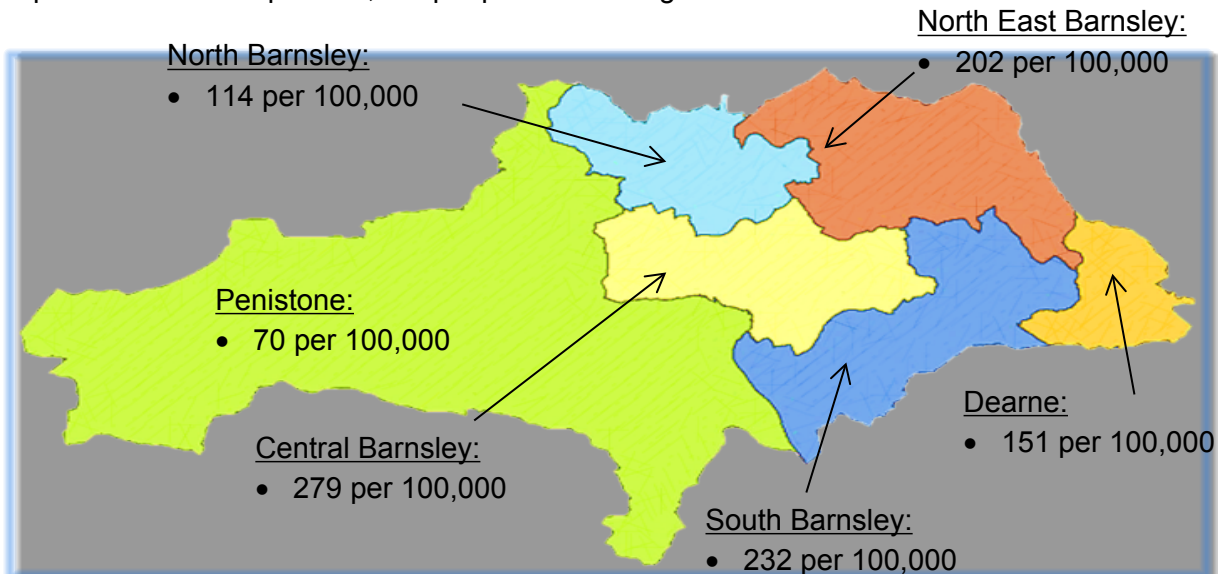 North East Barnsley:
• 202 per 100,000
North Barnsley:
• 114 per 100,000
Penistone:
• 70 per 100,000
Dearne:
• 151 per 100,000
Central Barnsley:
• 279 per 100,000
South Barnsley:
• 232 per 100,000